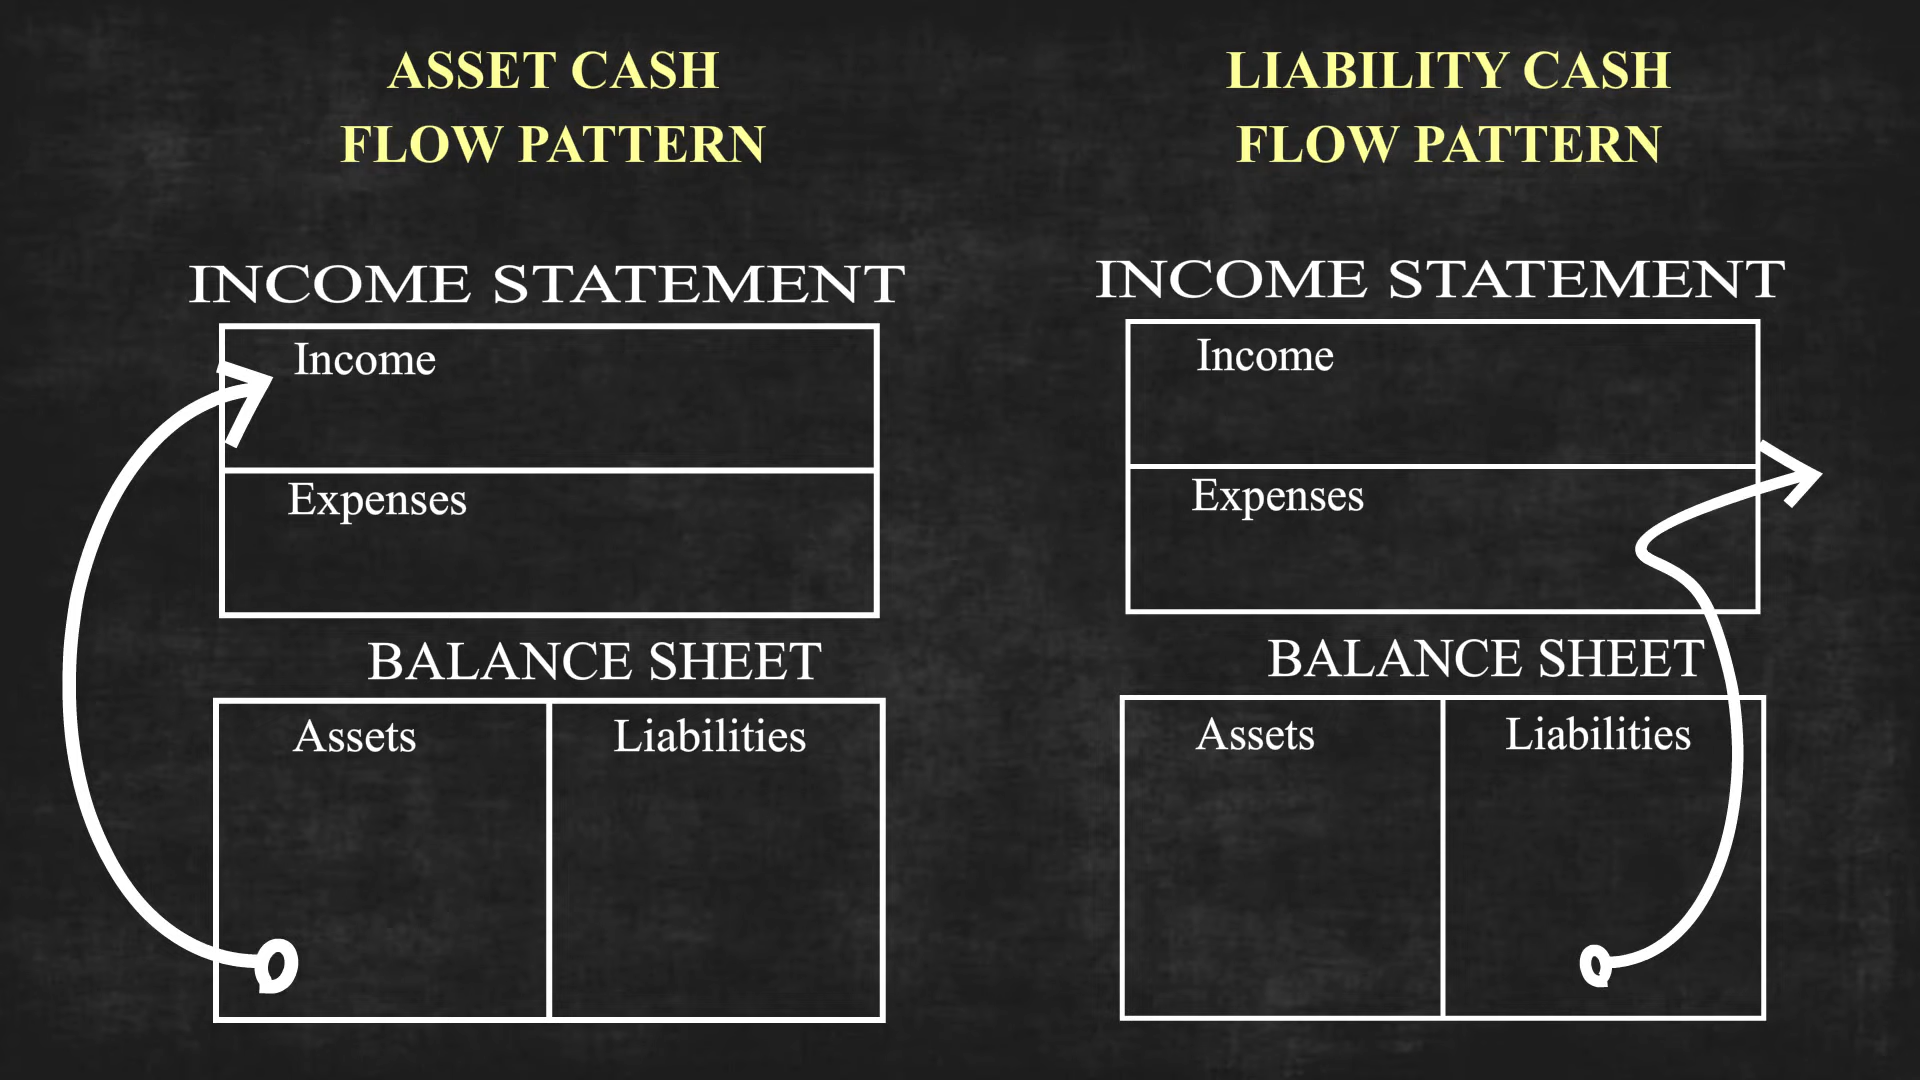 ASSET CASH
FLOW PATTERN
INCOME STATEMENT
Income
Expenses
BALANCE SHEET
Assets
Liabilities
LIABILITY CASH
FLOW PATTERN
INCOME STATEMENT
Income
Expenses
BALANCE SHEET
Assets
Liabilities